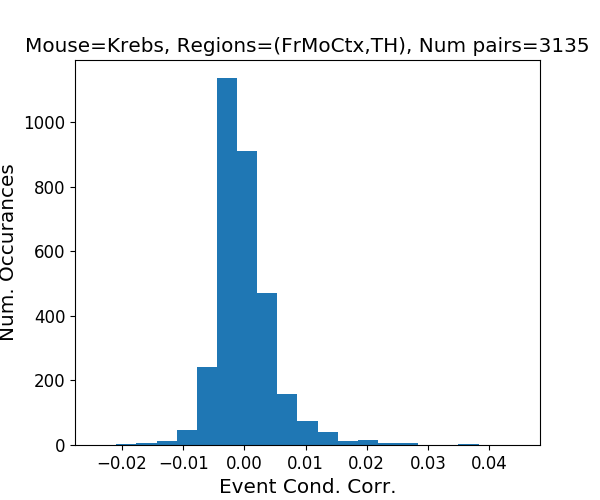 Mouse=Krebs, Regions=(FrMoCtx,TH), Num pairs=3135
Num. Occurances
1000
800
600
400
200
0
−0.02 −0.01 0.00 0.01 0.02 0.03 0.04
Event Cond. Corr.